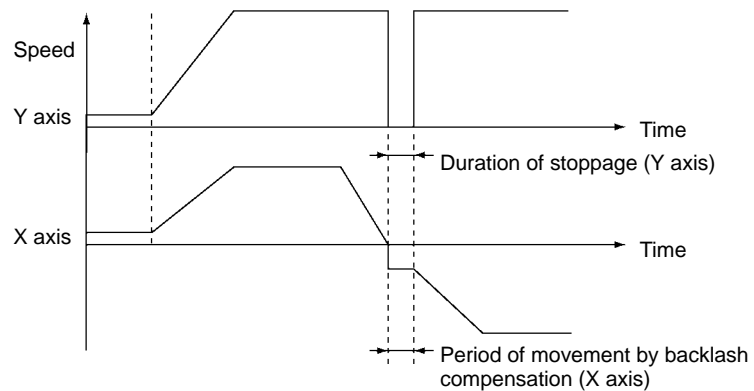 Speed
Y axis
Time
Duration of stoppage (Y axis)
X axis
Time
Period of movement by backlash
compensation (X axis)